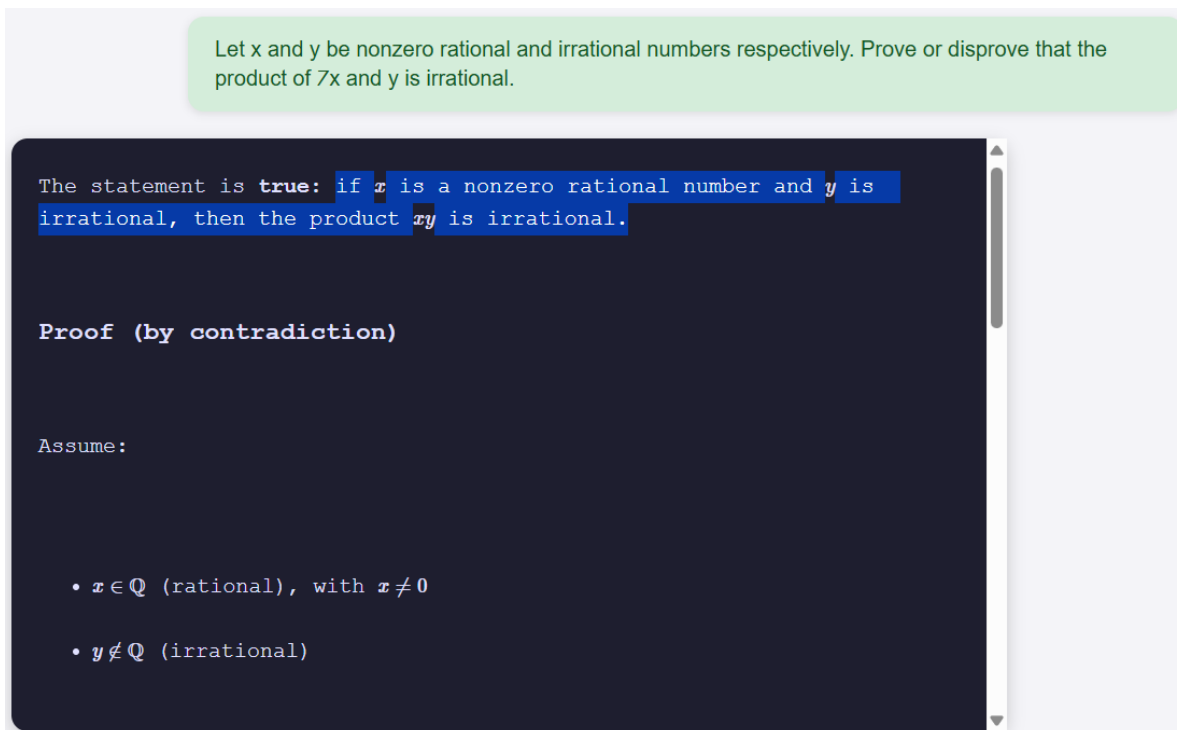 Let x and y be nonzero rational and irrational numbers respectively. Prove or disprove that the
product of 7x and y is irrational.
The statement is true: if x is a nonzero rational number and y is
irrational, then the product xy is irrational.
Proof (by contradiction)
Assume:
• x ∈ ℚ (rational), with x ≠ 0
• y ∉ ℚ (irrational)